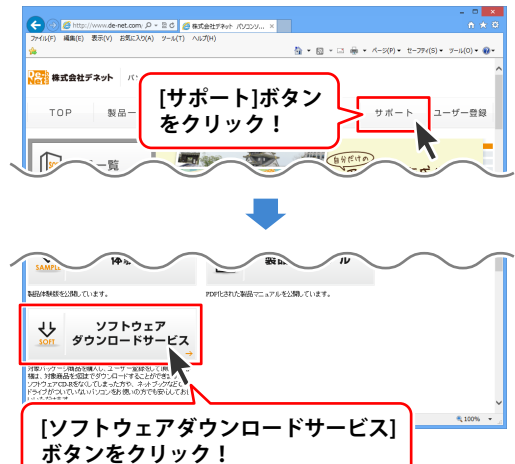 http://www.de-net.com/
株式会社デネット パソコンソ...
ファイル(F) 編集(E) 表示(V) お気に入り(A) ツール(T) ヘルプ(H)
ページ(P) セーフティ(S) ツール(O)
De-Net! 株式会社デネット
[サポート]ボタン
をクリック！
TOP 製品一 サポート ユーザー登録
一覧 自分だけの
SAMPLE
製品体験版を公開しています。 PDF化された製品マニュアルを公開しています。
SOFT
ソフトウェア
ダウンロードサービス
対象パッケージ商品を購入し、ユーザー登録をして
様は、対象商品を5回までダウンロードすることができ
ソフトウェアCD-Rをなくしてしまった方や、ネットブックなど
ドライブがついていないパソコンをお使いの方でも安心してお
100%
[ソフトウェアダウンロードサービス]
ボタンをクリック！